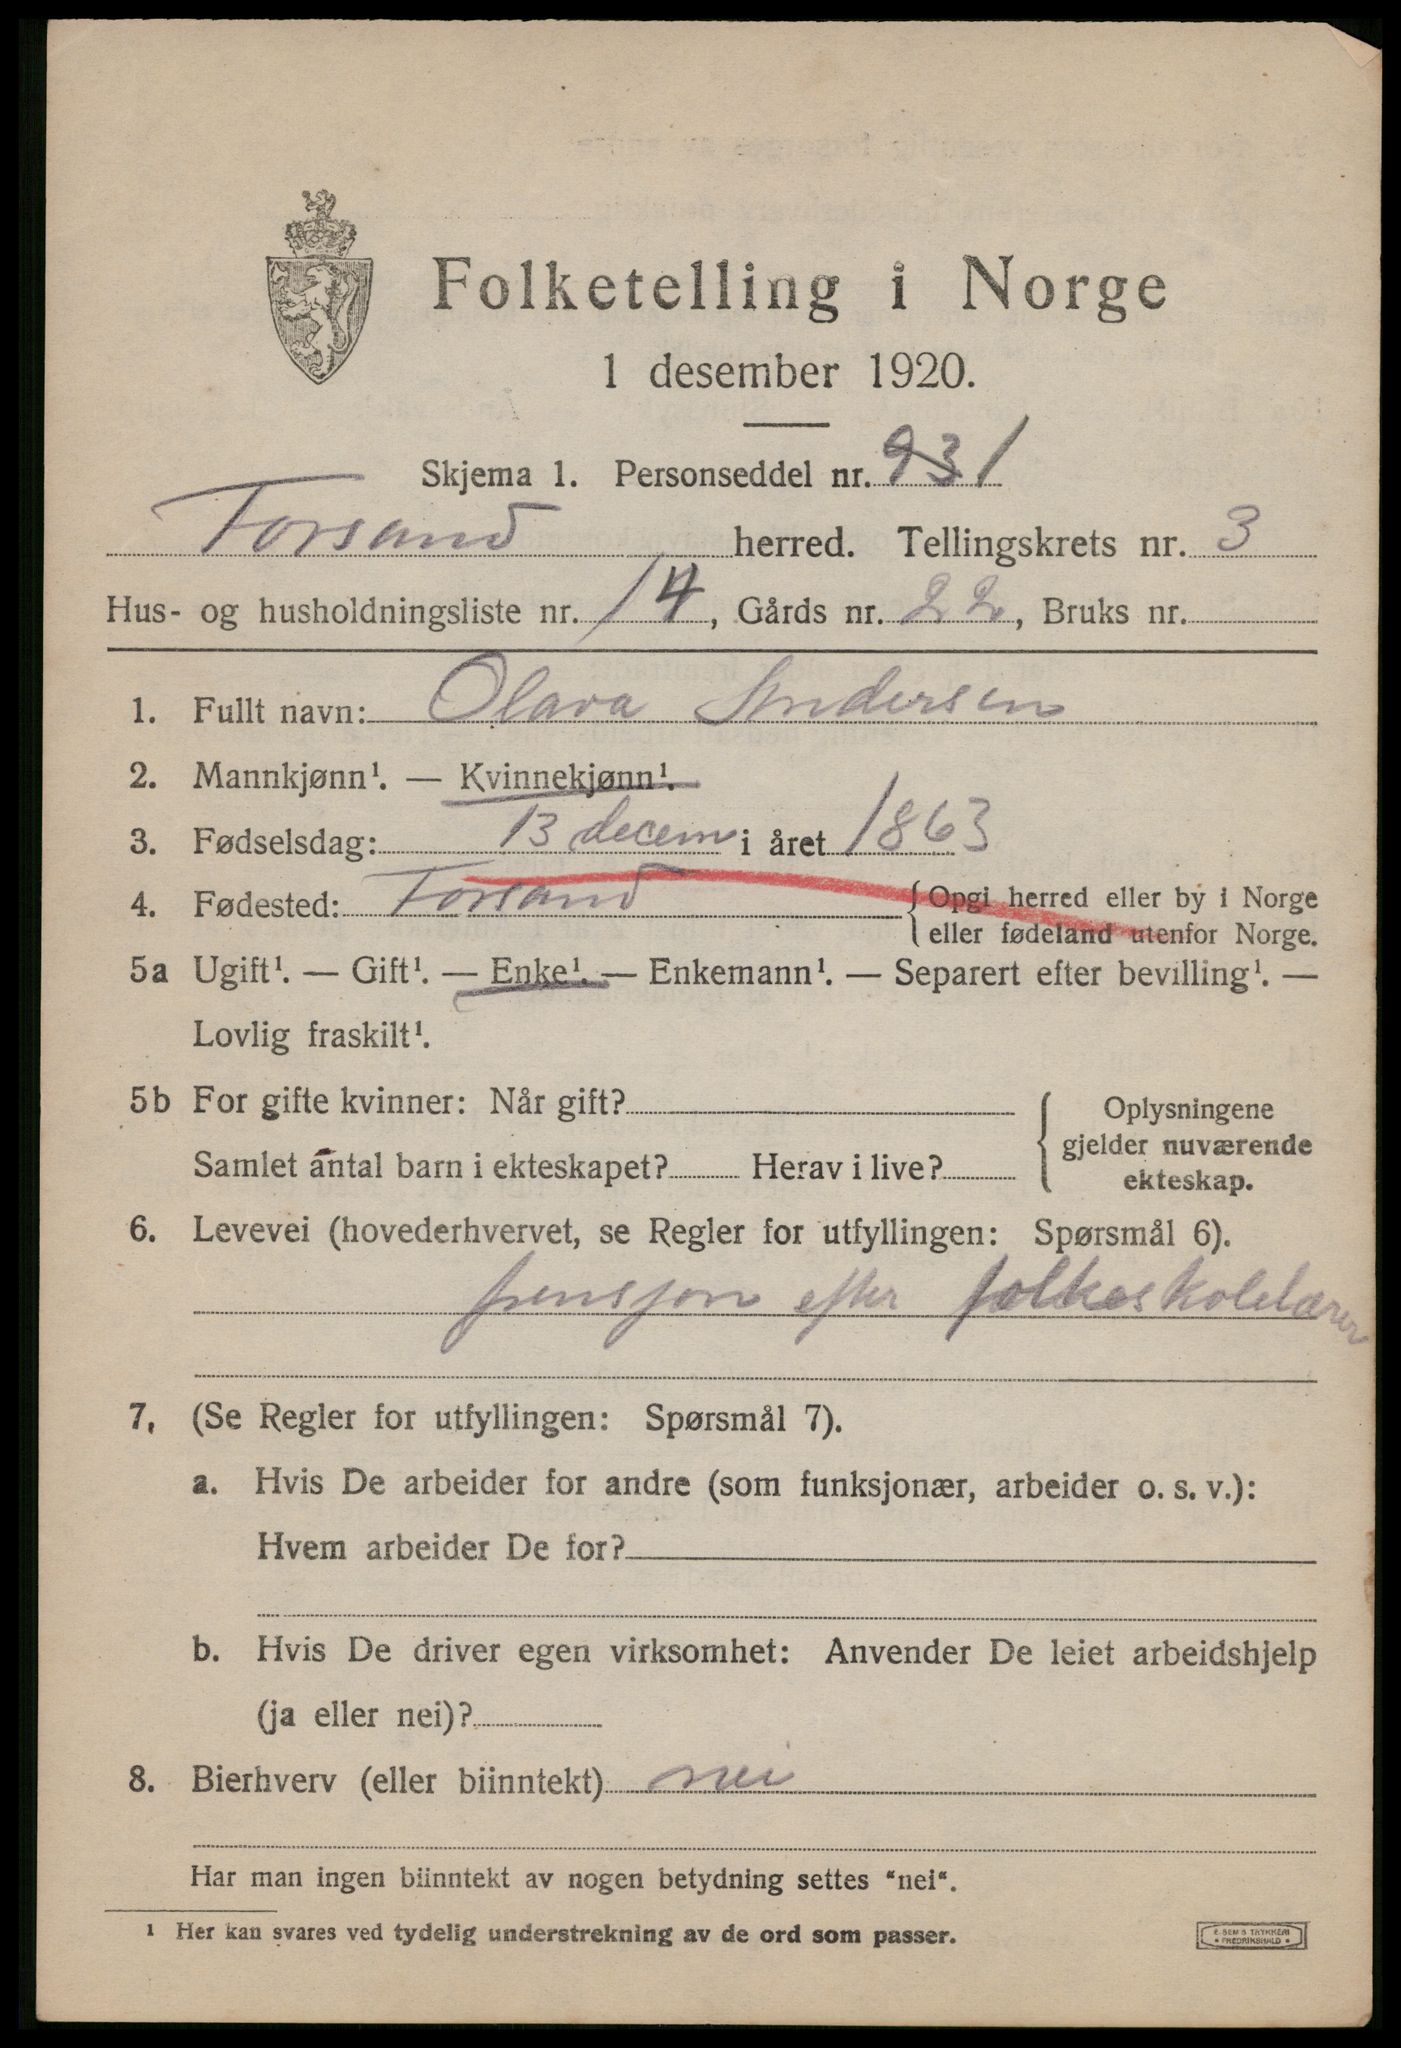 Folketelling i Norge
1 desember 1920.
Skjema 1. Personseddel nr. 931
Forsand herred. Tellingskrets nr. 3
Hus- og husholdningsliste nr. 14, Gårds nr. 22, Bruks nr.
1. Fullt navn: Olava Andersen
2. Mannkjønn¹. — Kvinnekjønn¹.
3. Fødselsdag: 13 decem i året 1863
4. Fødested: Forsand { Opgi herred eller by i Norge
eller fødeland utenfor Norge.
5a Ugift¹. — Gift¹. — Enke¹. — Enkemann¹. — Separert efter bevilling¹. —
Lovlig fraskilt¹.
5b For gifte kvinner: Når gift? { Oplysningene
gjelder nuværende
Samlet antal barn i ekteskapet? Herav i live?
ekteskap.
6. Levevei (hovederhvervet, se Regler for utfyllingen: Spørsmål 6).
pensjon efter folkeskolelærer
7. (Se Regler for utfyllingen: Spørsmål 7).
a. Hvis De arbeider for andre (som funksjonær, arbeider o. s. v.):
Hvem arbeider De for?
b. Hvis De driver egen virksomhet: Anvender De leiet arbeidshjelp
(ja eller nei)?
8. Bierhverv (eller biinntekt) nei
Har man ingen biinntekt av nogen betydning settes "nei".
¹ Her kan svares ved tydelig understrekning av de ord som passer.
E. SEM'S TRYKKERI
* FREDRIKSHALD *